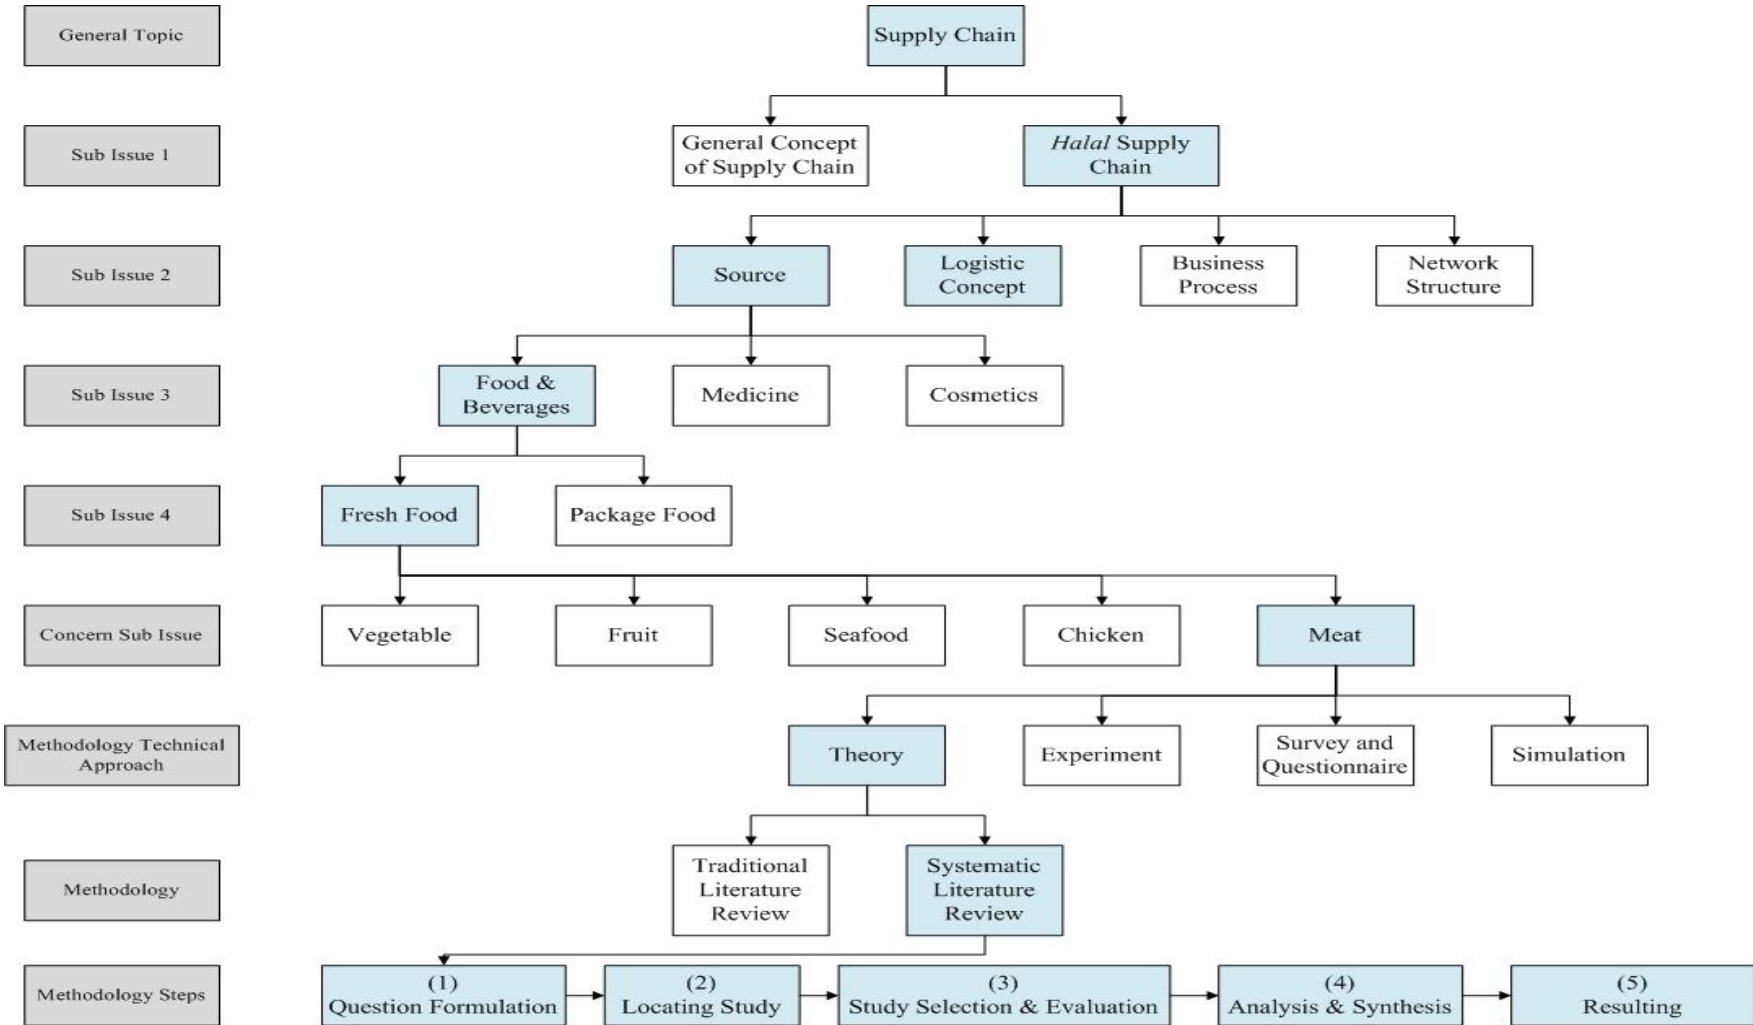 General Topic
Supply Chain
Sub Issue 1
General Concept
of Supply Chain
Halal Supply
Chain
Sub Issue 2
Source
Logistic
Concept
Business
Process
Network
Structure
Sub Issue 3
Food &
Beverages
Medicine
Cosmetics
Sub Issue 4
Fresh Food
Package Food
Concern Sub Issue
Vegetable
Fruit
Seafood
Chicken
Meat
Methodology Technical
Approach
Theory
Experiment
Survey and
Questionnaire
Simulation
Methodology
Traditional
Literature
Review
Systematic
Literature
Review
Methodology Steps
(1)
Question Formulation
(2)
Locating Study
(3)
Study Selection & Evaluation
(4)
Analysis & Synthesis
(5)
Resulting